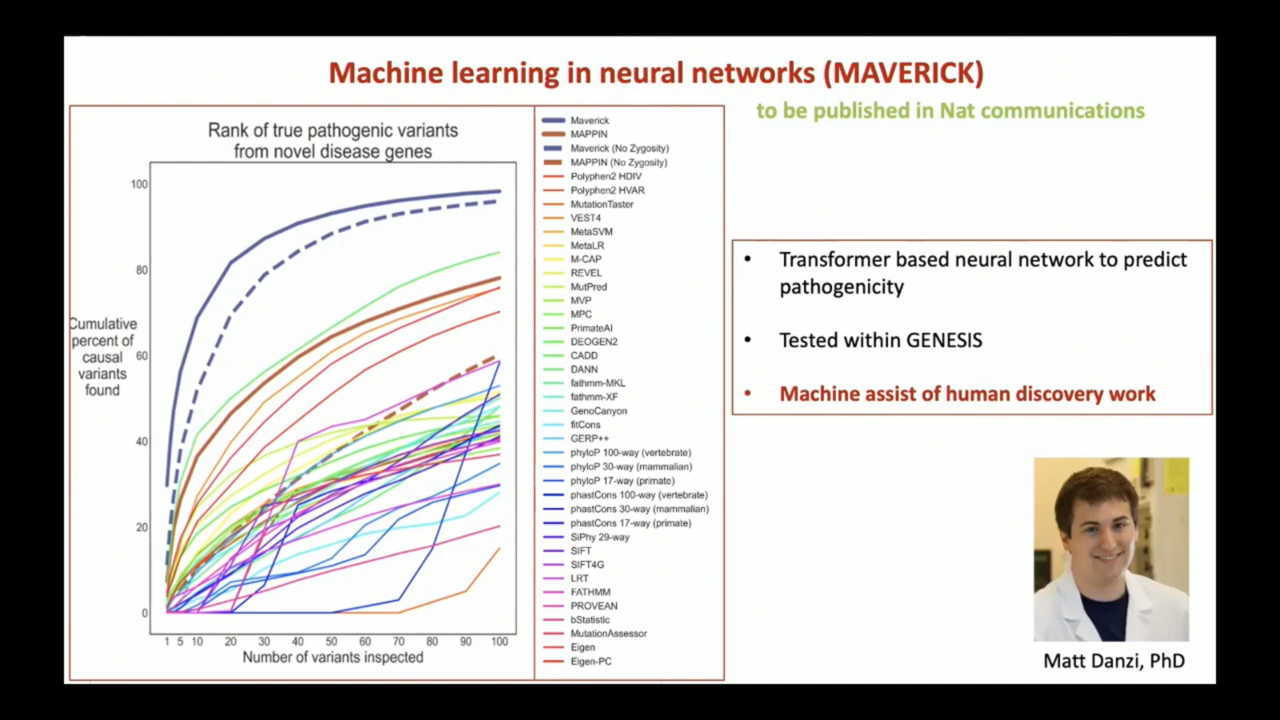 Machine learning in neural networks (MAVERICK)
to be published in Nat communications
Rank of true pathogenic variants
from novel disease genes
Cumulative
percent of
causal
variants
found
100
80
60
40
20
0
1 5 10 20 30 40 50 60 70 80 90 100
Number of variants inspected
Maverick
MAPPIN
Maverick (No Zygosity)
MAPPIN (No Zygosity)
Polyphen2 HDIV
Polyphen2 HVAR
MutationTaster
VEST4
MetaSVM
MetaLR
M-CAP
REVEL
MutPred
MVP
MPC
PrimateAI
DEOGEN2
CADD
DANN
fathmm-MKL
fathmm-XF
GenoCanyon
fitCons
GERP++
phyloP 100-way (vertebrate)
phyloP 30-way (mammalian)
phyloP 17-way (primate)
phastCons 100-way (vertebrate)
phastCons 30-way (mammalian)
phastCons 17-way (primate)
SiPhy 29-way
SIFT
SIFT4G
LRT
FATHMM
PROVEAN
bStatistic
MutationAssessor
Eigen
Eigen-PC
• Transformer based neural network to predict
pathogenicity
• Tested within GENESIS
• Machine assist of human discovery work
Matt Danzi, PhD